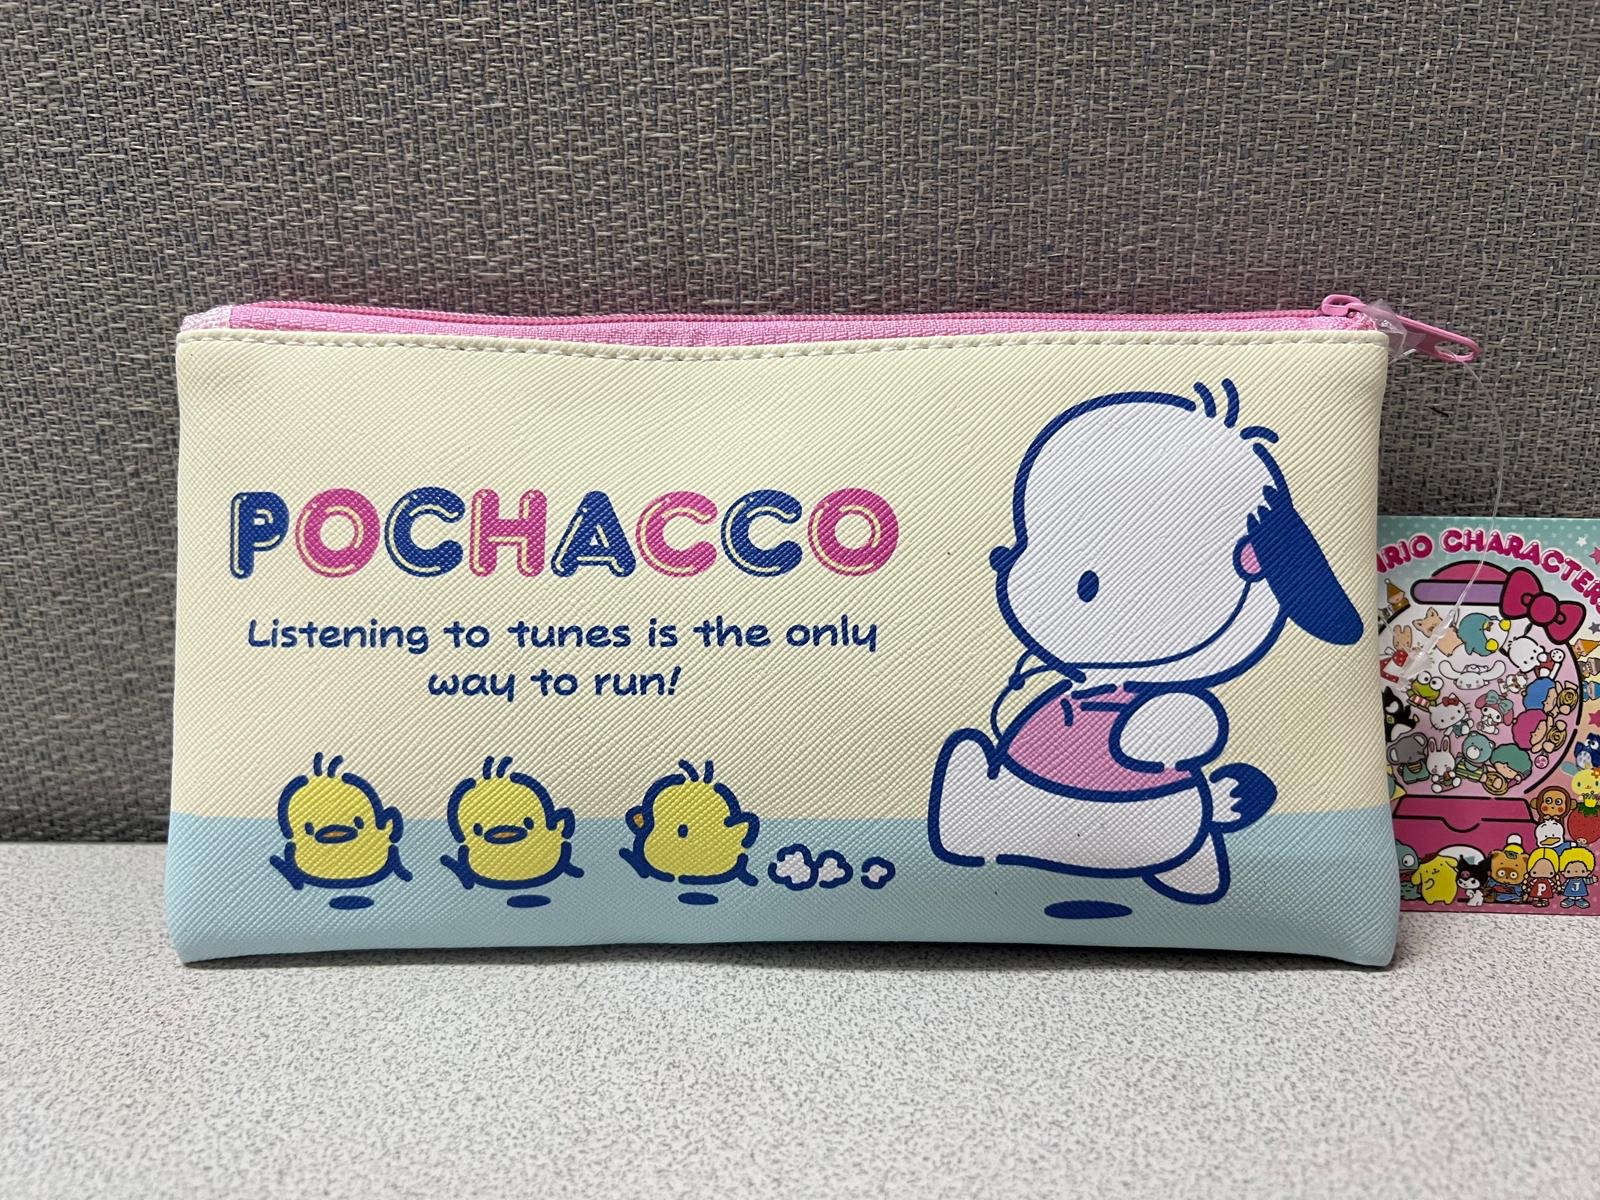 POCHACCO
Listening to tunes is the only
way to run!
RIO CHARACTERS
P
J